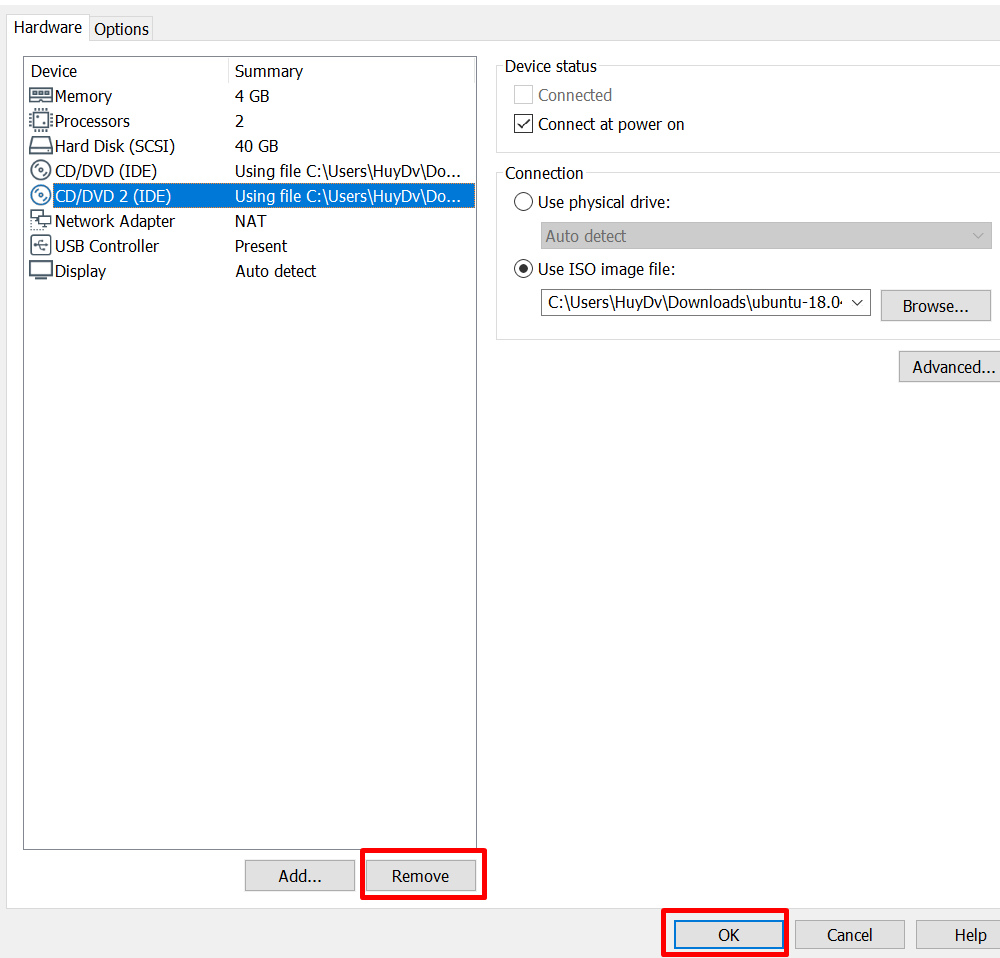 Hardware Options
Device Summary
Memory 4 GB
Processors 2
Hard Disk (SCSI) 40 GB
CD/DVD (IDE) Using file C:\Users\HuyDv\Do...
CD/DVD 2 (IDE) Using file C:\Users\HuyDv\Do...
Network Adapter NAT
USB Controller Present
Display Auto detect
Add... Remove
Device status
Connected
Connect at power on
Connection
Use physical drive:
Auto detect
Use ISO image file:
C:\Users\HuyDv\Downloads\ubuntu-18.04 Browse...
Advanced...
OK Cancel Help